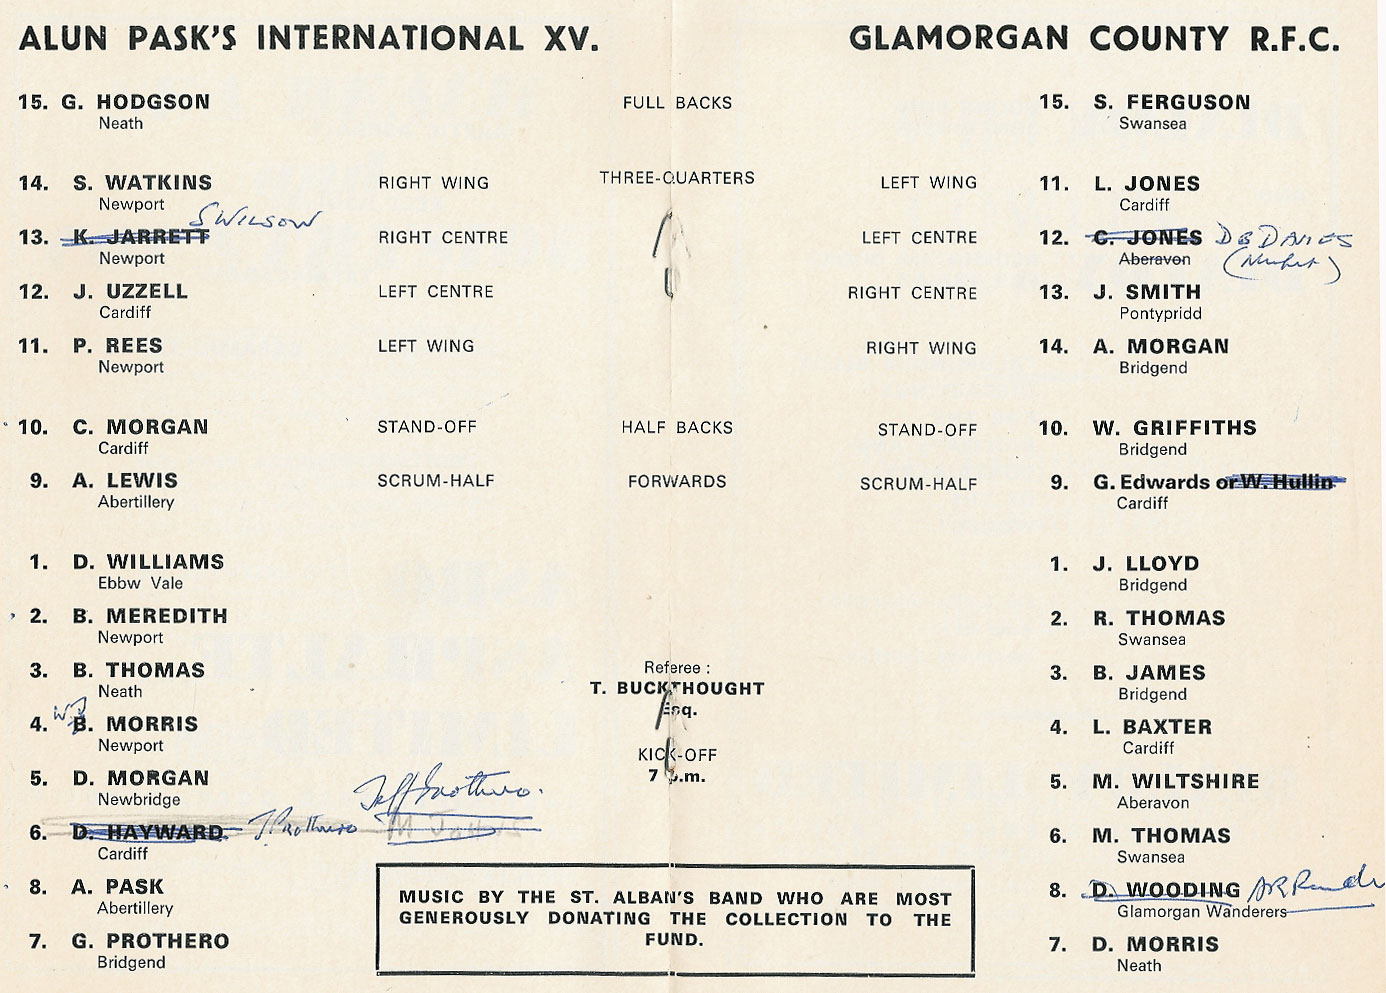 ALUN PASK'S INTERNATIONAL XV.
GLAMORGAN COUNTY R.F.C.
15. G. HODGSON FULL BACKS 15. S. FERGUSON
Neath Swansea
14. S. WATKINS RIGHT WING THREE-QUARTERS LEFT WING 11. L. JONES
Newport Cardiff
S WILSON
13. K. JARRETT RIGHT CENTRE LEFT CENTRE 12. C. JONES D B DAVIES
Newport Aberavon
12. J. UZZELL LEFT CENTRE RIGHT CENTRE 13. J. SMITH
Cardiff Pontypridd
11. P. REES LEFT WING RIGHT WING 14. A. MORGAN
Newport Bridgend
10. C. MORGAN STAND-OFF HALF BACKS STAND-OFF 10. W. GRIFFITHS
Cardiff Bridgend
9. A. LEWIS SCRUM-HALF FORWARDS SCRUM-HALF 9. G. Edwards or W. Hullin
Abertillery Cardiff
1. D. WILLIAMS 1. J. LLOYD
Ebbw Vale Bridgend
2. B. MEREDITH 2. R. THOMAS
Newport Swansea
3. B. THOMAS Referee : 3. B. JAMES
Neath T. BUCKTHOUGHT Bridgend
Esq.
WJ
4. B. MORRIS 4. L. BAXTER
Newport KICK-OFF Cardiff
7 p.m.
5. D. MORGAN 5. M. WILTSHIRE
Newbridge Aberavon
Jeff Prothero.
6. D. HAYWARD J Prothero 6. M. THOMAS
Cardiff Swansea
8. A. PASK 8. D. WOODING
Abertillery Glamorgan Wanderers
7. G. PROTHERO 7. D. MORRIS
Bridgend Neath
MUSIC BY THE ST. ALBAN'S BAND WHO ARE MOST
GENEROUSLY DONATING THE COLLECTION TO THE
FUND.